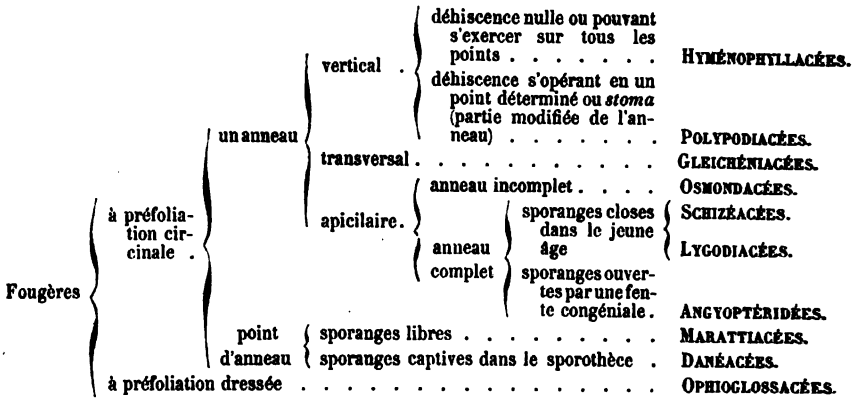 déhiscence nulle ou pouvant
s'exercer sur tous les
points . . . . . . . HYMÉNOPHYLLACÉES.
vertical .
déhiscence s'opérant en un
point déterminé ou stoma
(partie modifiée de l'an-
neau) . . . . . . . POLYPODIACÉES.
un anneau
transversal . . . . . . . . . . . . GLEICHÉNIACÉES.
anneau incomplet . . . . OSMONDACÉES.
apicilaire .
sporanges closes
dans le jeune
âge
SCHIZÉACÉES.
LYGODIACÉES.
anneau
complet
sporanges ouver-
tes par une fen-
te congéniale . ANGYOPTÉRIDÉES.
à préfolia-
tion cir-
cinale .
Fougères
point
d'anneau
sporanges libres . . . . . . . . . MARATTIACÉES.
sporanges captives dans le sporothèce . DANÉACÉES.
à préfoliation dressée . . . . . . . . . . . . . . . . OPHIOGLOSSACÉES.